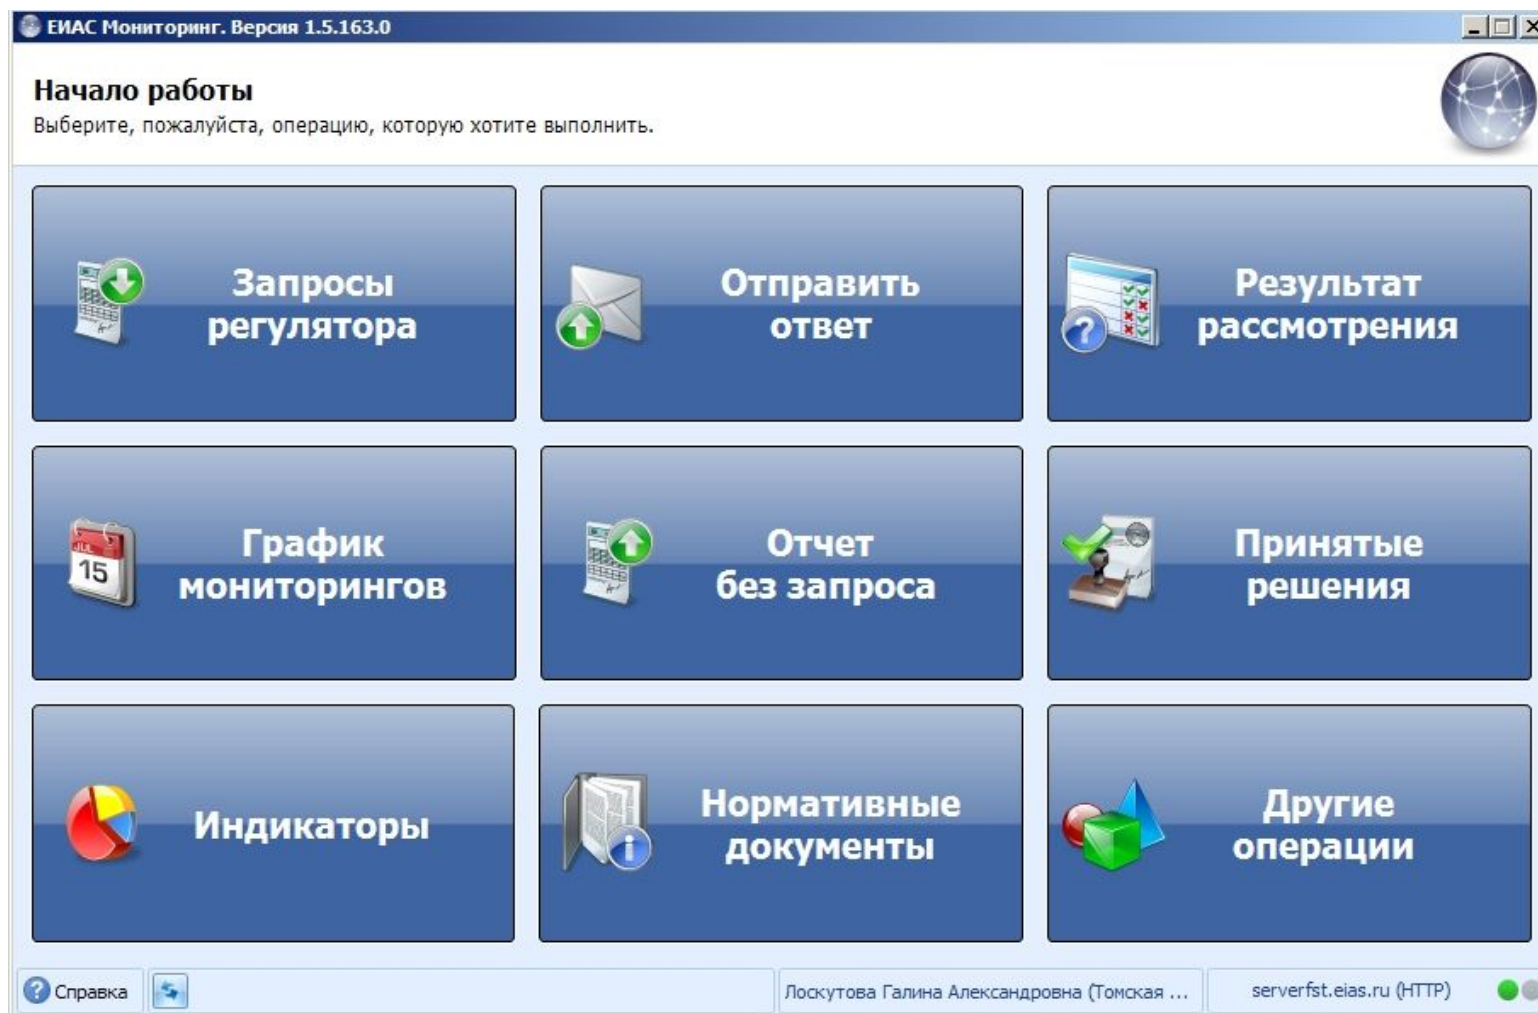 ЕИАС Мониторинг. Версия 1.5.163.0
Начало работы
Выберите, пожалуйста, операцию, которую хотите выполнить.
Запросы
регулятора
Отправить
ответ
Результат
рассмотрения
JUL
15
График
мониторингов
Отчет
без запроса
Принятые
решения
Индикаторы
Нормативные
документы
Другие
операции
Справка
Лоскутова Галина Александровна (Томская ...
serverfst.eias.ru (HTTP)